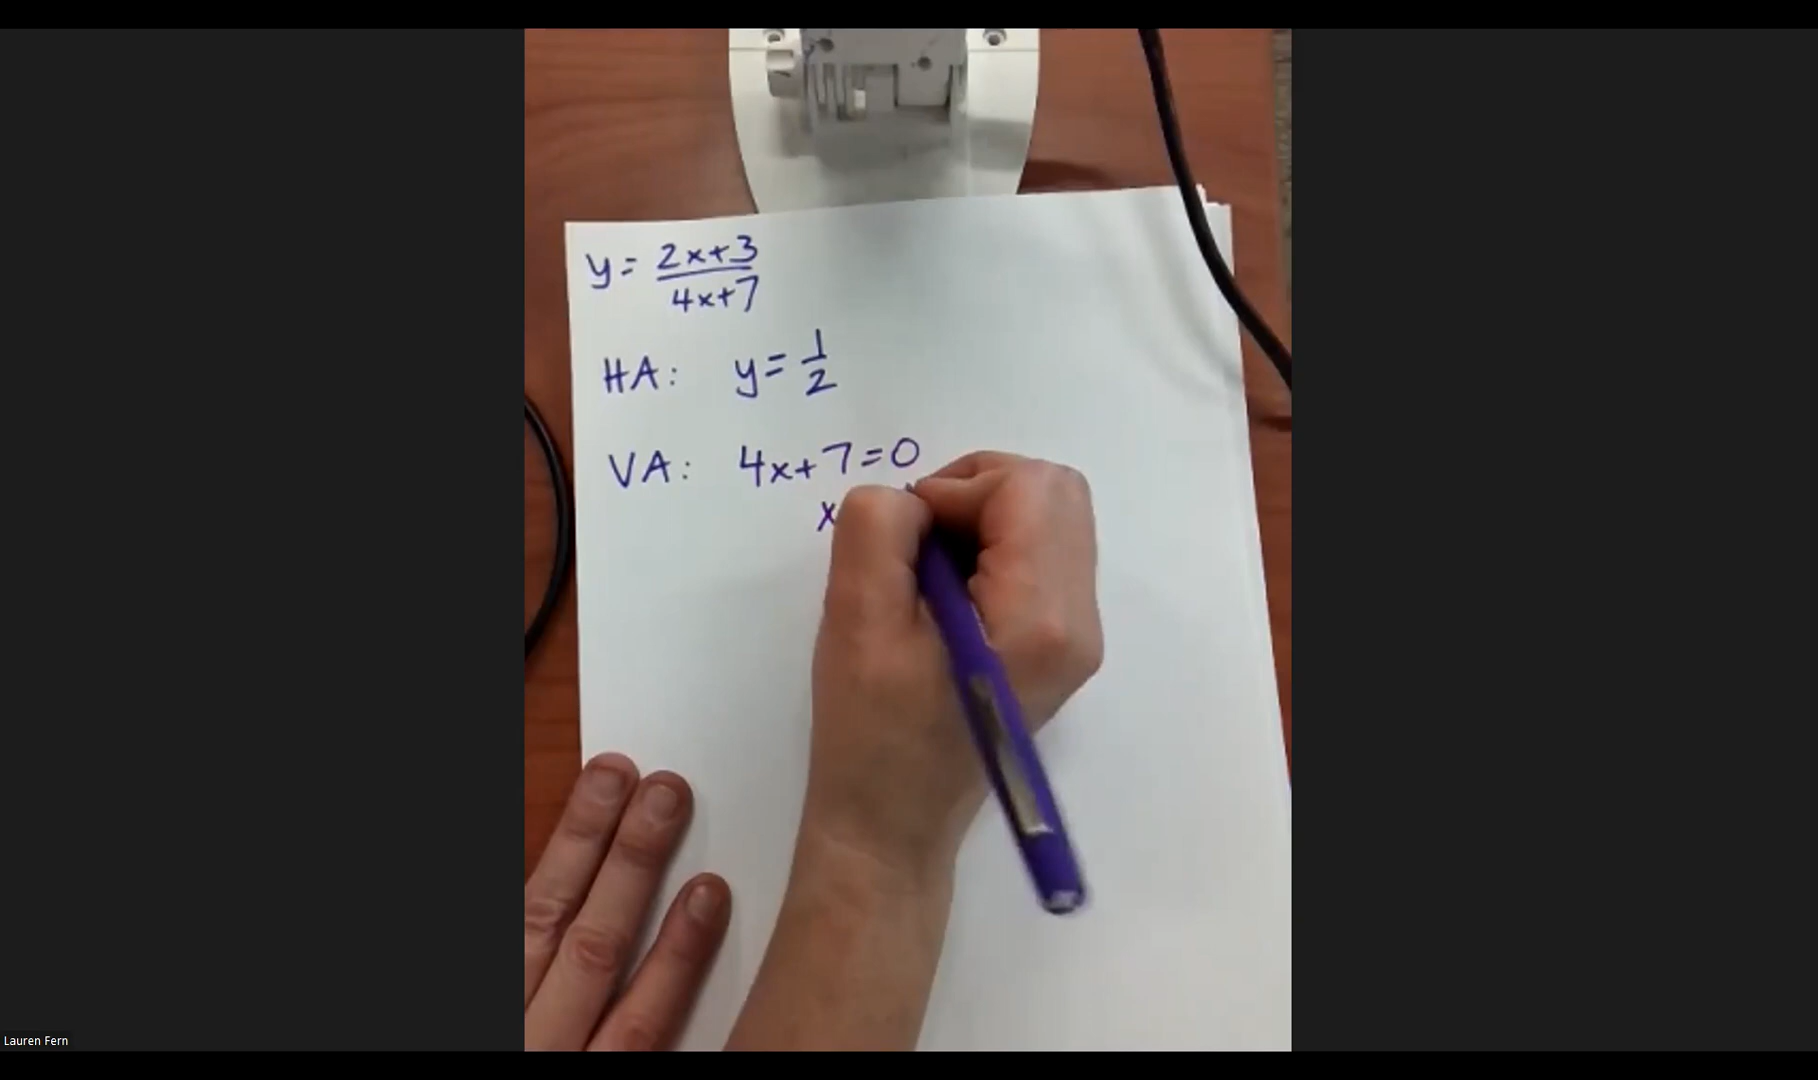 y = 2x+3
4x+7
HA: y = 1/2
VA: 4x+7=0
x
Lauren Fern